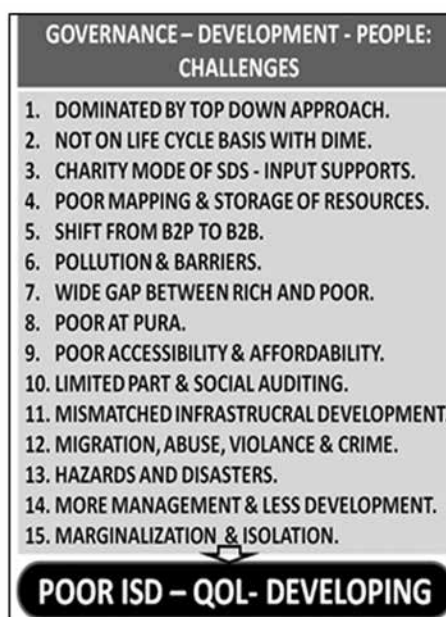 GOVERNANCE – DEVELOPMENT - PEOPLE:
CHALLENGES
1. DOMINATED BY TOP DOWN APPROACH.
2. NOT ON LIFE CYCLE BASIS WITH DIME.
3. CHARITY MODE OF SDS - INPUT SUPPORTS.
4. POOR MAPPING & STORAGE OF RESOURCES.
5. SHIFT FROM B2P TO B2B.
6. POLLUTION & BARRIERS.
7. WIDE GAP BETWEEN RICH AND POOR.
8. POOR AT PURA.
9. POOR ACCESSIBILITY & AFFORDABILITY.
10. LIMITED PART & SOCIAL AUDITING.
11. MISMATCHED INFRASTRUCRAL DEVELOPMENT.
12. MIGRATION, ABUSE, VIOLANCE & CRIME.
13. HAZARDS AND DISASTERS.
14. MORE MANAGEMENT & LESS DEVELOPMENT.
15. MARGINALIZATION & ISOLATION.
POOR ISD – QOL- DEVELOPING